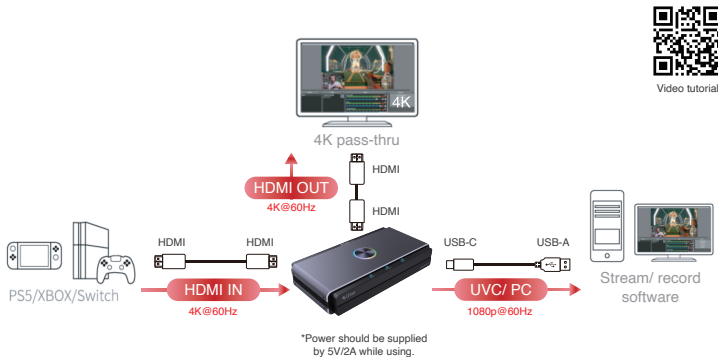 Video tutorial
4K
4K pass-thru
HDMI
HDMI OUT
4K@60Hz
HDMI
HDMI
HDMI
USB-C
USB-A
PS5/XBOX/Switch
HDMI IN
4K@60Hz
UVC/ PC
1080p@60Hz
Stream/ record
software
*Power should be supplied
by 5V/2A while using.